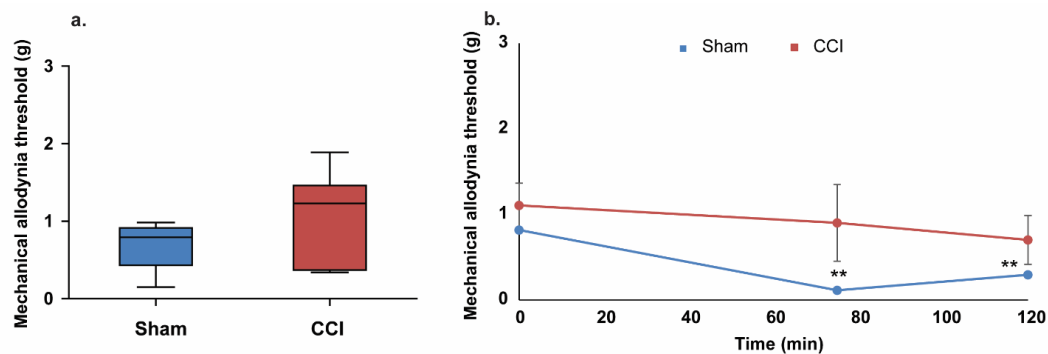 a.
Mechanical allodynia threshold (g)
3
2
1
0
Sham
CCI
b.
Mechanical allodynia threshold (g)
3
2
1
0
Sham
CCI
**
**
0
20
40
60
80
100
120
Time (min)